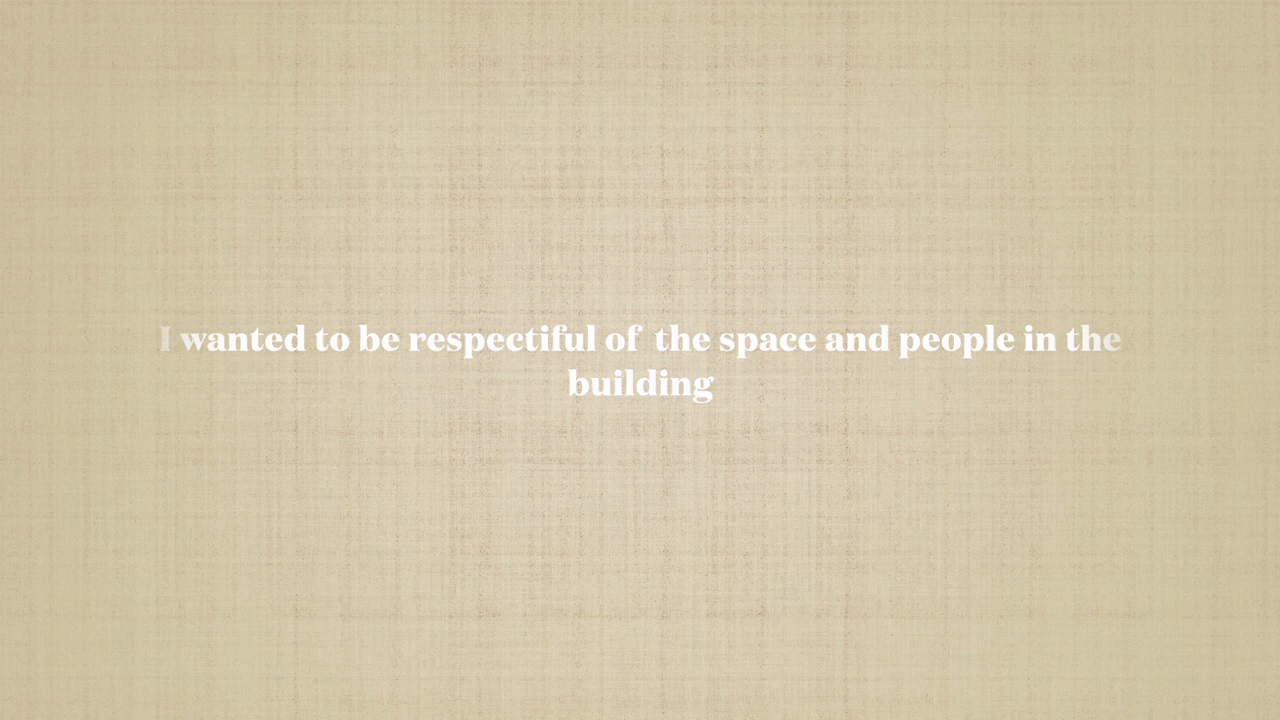 I wanted to be respectiful of the space and people in the
building